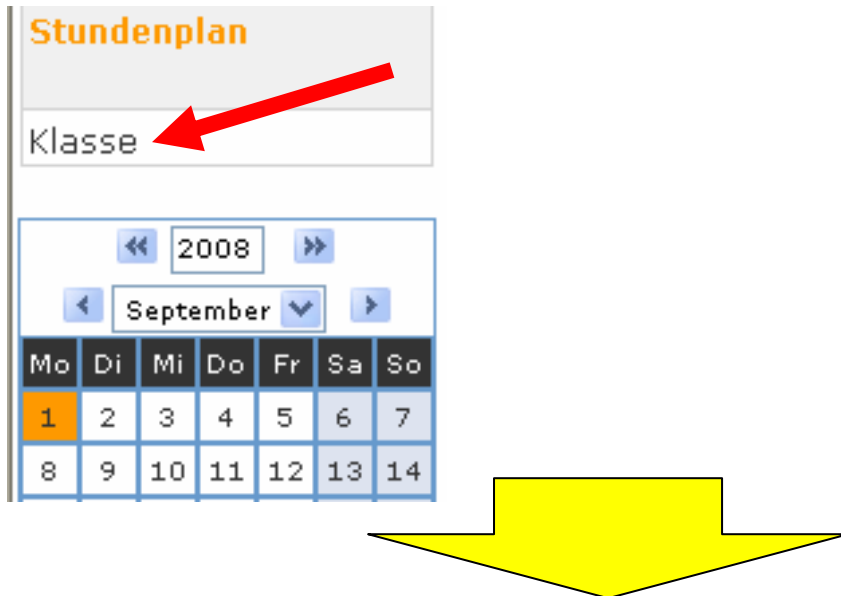 Stundenplan
Klasse
2008
September
Mo Di Mi Do Fr Sa So
1 2 3 4 5 6 7
8 9 10 11 12 13 14